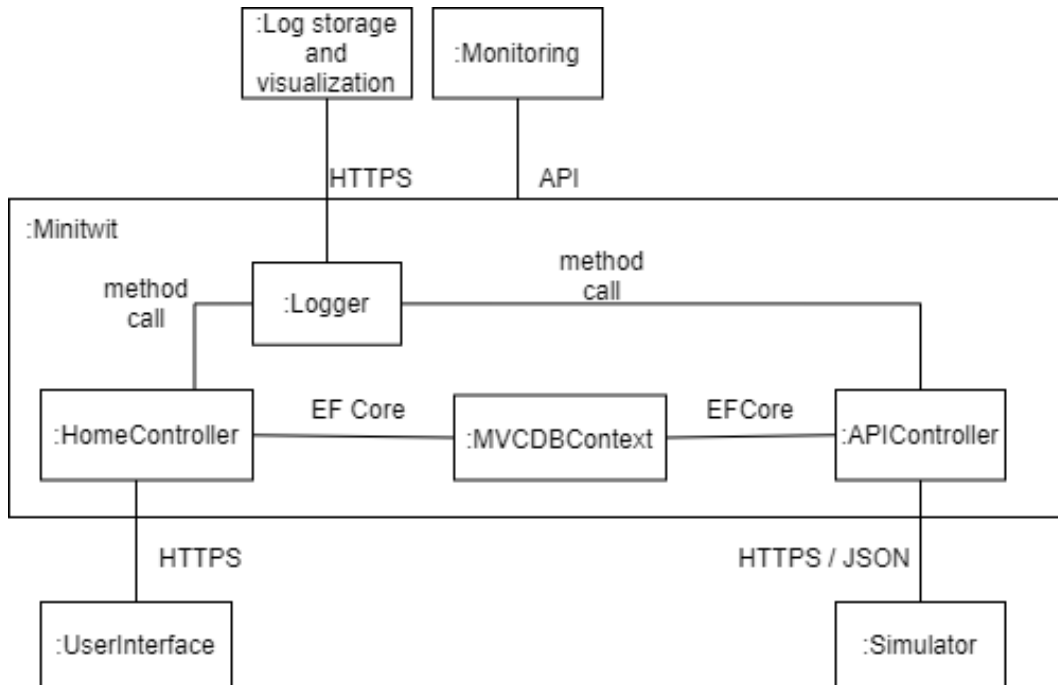 :Log storage
and
visualization
:Monitoring
HTTPS
API
:Minitwit
method
call
:Logger
method
call
:HomeController
EF Core
:MVCDBContext
EFCore
:APIController
HTTPS
HTTPS / JSON
:UserInterface
:Simulator